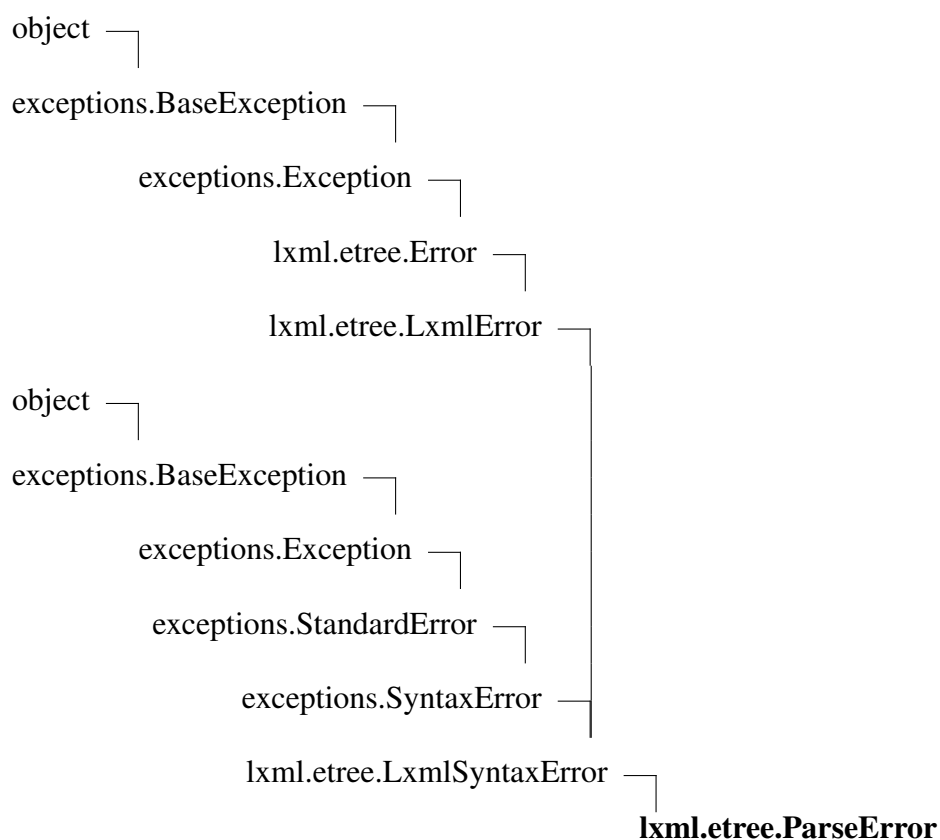 object
exceptions.BaseException
exceptions.Exception
lxml.etree.Error
lxml.etree.LxmlError
object
exceptions.BaseException
exceptions.Exception
exceptions.StandardError
exceptions.SyntaxError
lxml.etree.LxmlSyntaxError
lxml.etree.ParseError